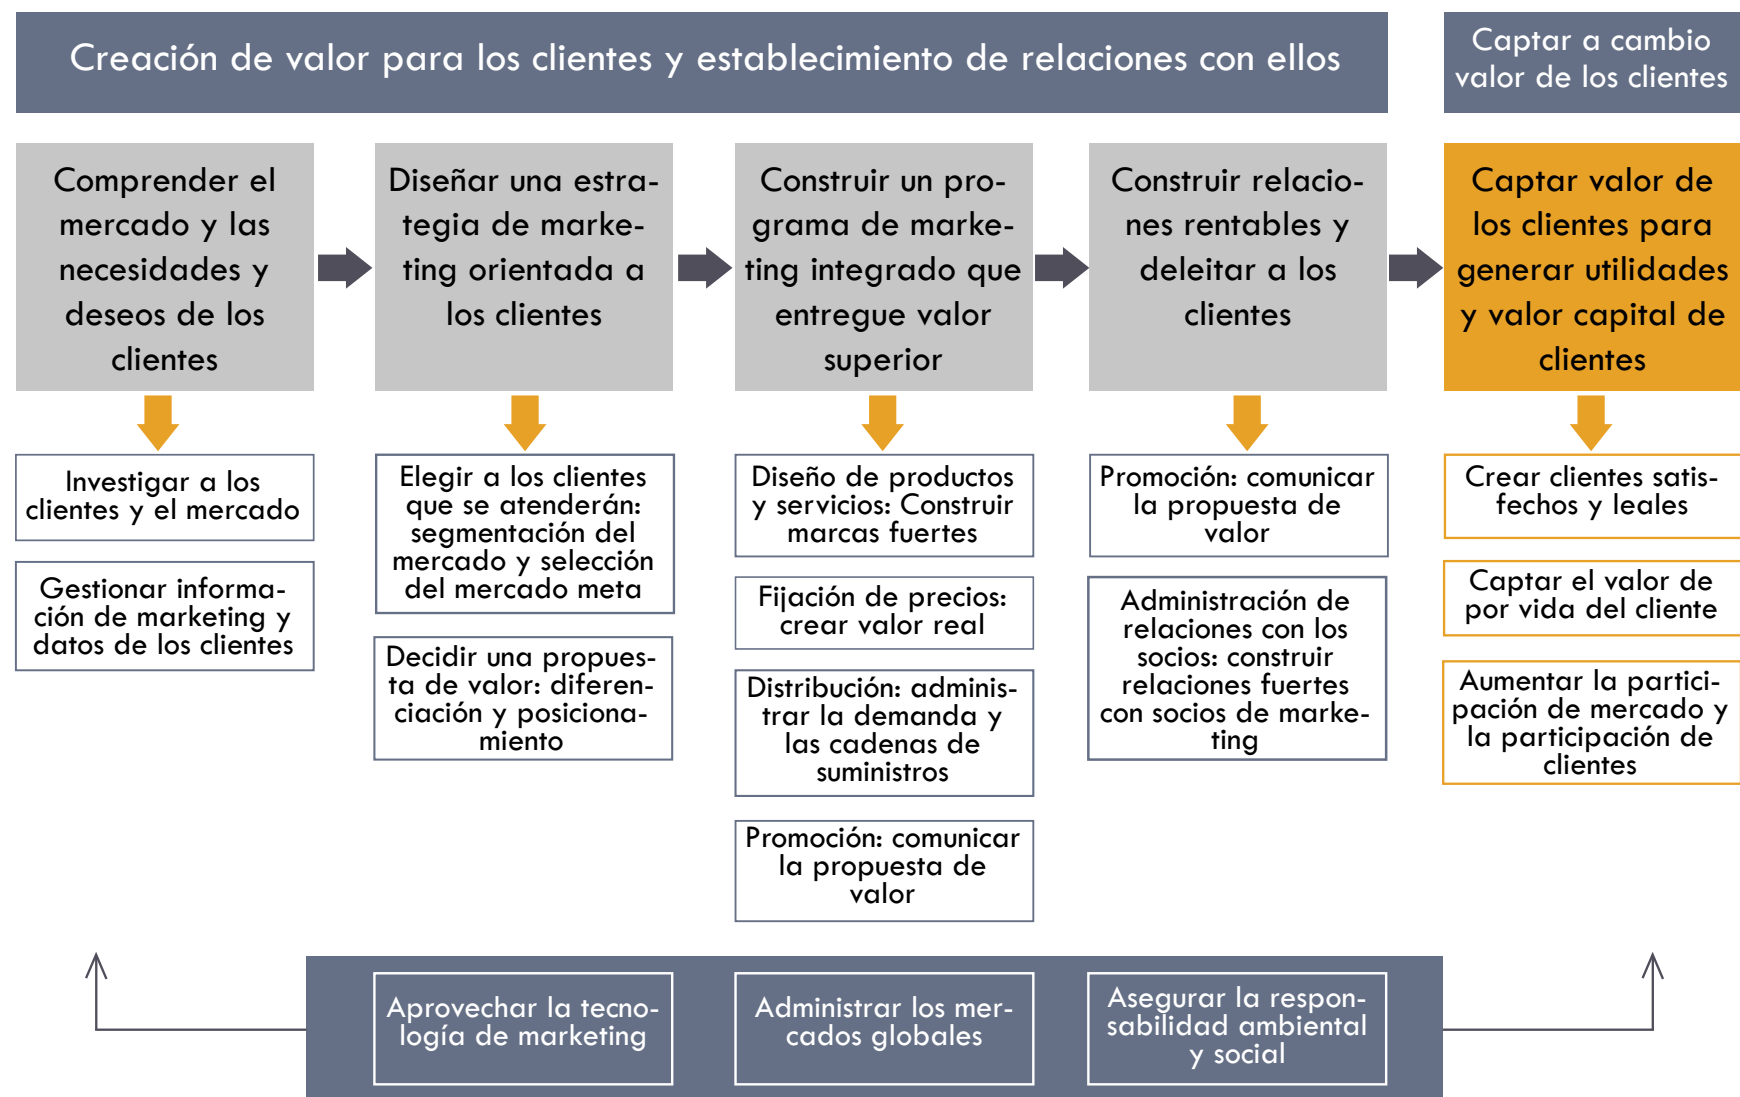 Creación de valor para los clientes y establecimiento de relaciones con ellos
Captar a cambio
valor de los clientes
Comprender el
mercado y las
necesidades y
deseos de los
clientes
Diseñar una estra-
tegia de marke-
ting orientada a
los clientes
Construir un pro-
grama de marke-
ting integrado que
entregue valor
superior
Construir relacio-
nes rentables y
deleitar a los
clientes
Captar valor de
los clientes para
generar utilidades
y valor capital de
clientes
Investigar a los
clientes y el mercado
Gestionar informa-
ción de marketing y
datos de los clientes
Elegir a los clientes
que se atenderán:
segmentación del
mercado y selección
del mercado meta
Decidir una propues-
ta de valor: diferen-
ciación y posiciona-
miento
Diseño de productos
y servicios: Construir
marcas fuertes
Fijación de precios:
crear valor real
Distribución: adminis-
trar la demanda y
las cadenas de
suministros
Promoción: comunicar
la propuesta de
valor
Promoción: comunicar
la propuesta de
valor
Administración de
relaciones con los
socios: construir
relaciones fuertes
con socios de marke-
ting
Crear clientes satis-
fechos y leales
Captar el valor de
por vida del cliente
Aumentar la partici-
pación de mercado y
la participación de
clientes
Aprovechar la tecno-
logía de marketing
Administrar los mer-
cados globales
Asegurar la respon-
sabilidad ambiental
y social